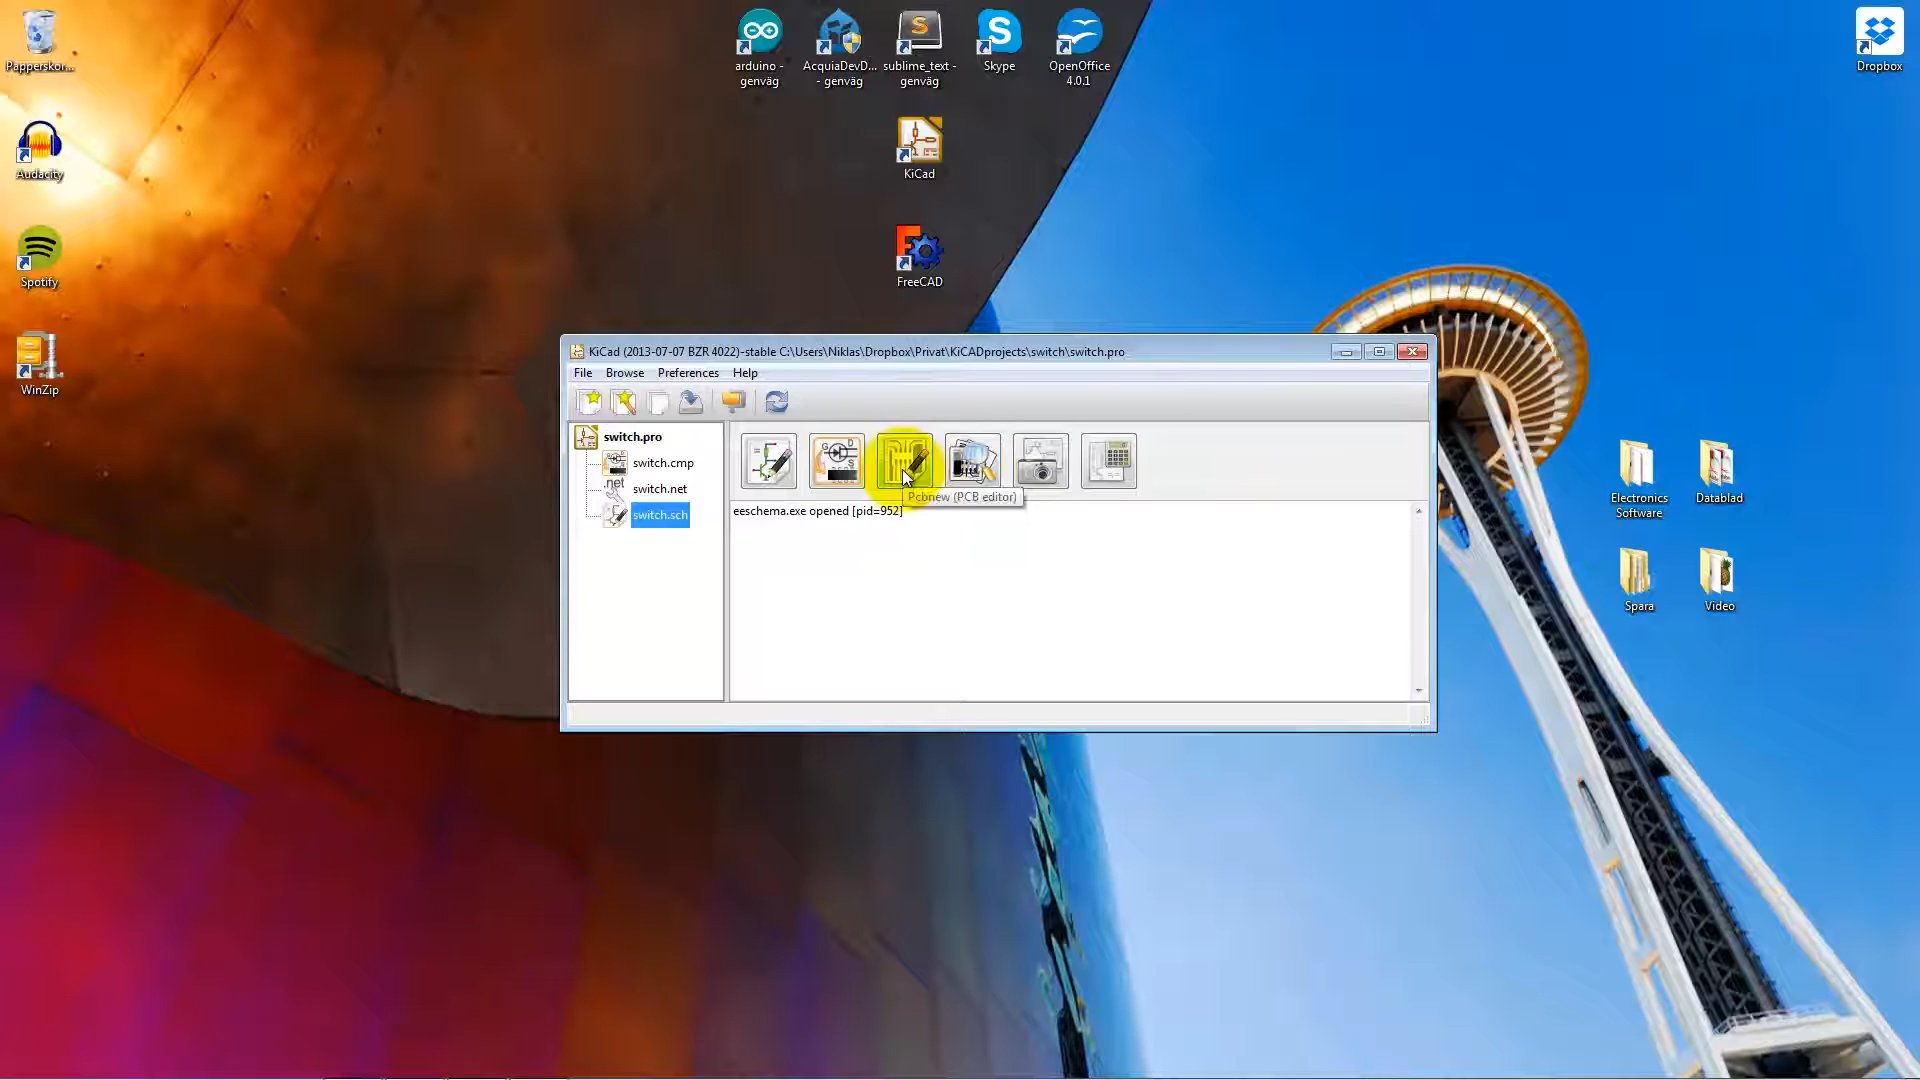 Papperskor...
arduino -
genväg
AcquiaDevD...
- genväg
sublime_text -
genväg
Skype
OpenOffice
4.0.1
Dropbox
Audacity
KiCad
Spotify
FreeCAD
WinZip
KiCad (2013-07-07 BZR 4022)-stable C:\Users\Niklas\Dropbox\Privat\KiCADprojects\switch\switch.pro
File Browse Preferences Help
switch.pro
switch.cmp
.net
switch.net
switch.sch
Pcbnew (PCB editor)
eeschema.exe opened [pid=952]
Electronics
Software
Datablad
Spara
Video